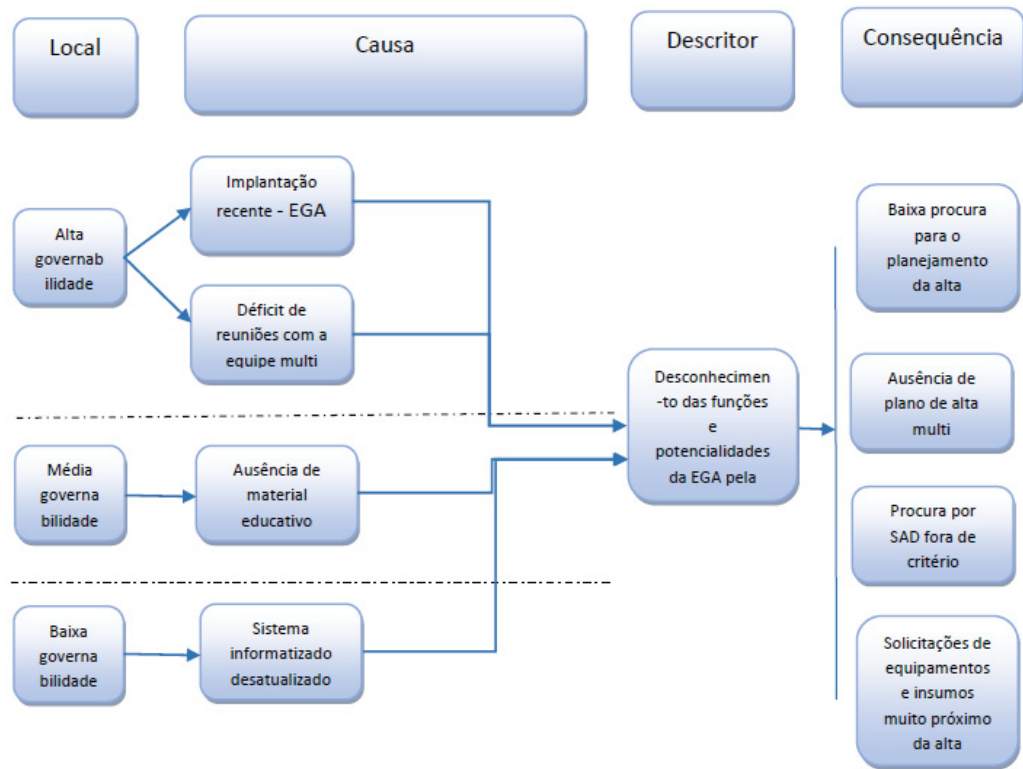 Local
Causa
Descritor
Consequência
Alta
governab
ilidade
Implantação
recente - EGA
Déficit de
reuniões com a
equipe multi
Média
governa
bilidade
Ausência de
material
educativo
Baixa
governa
bilidade
Sistema
informatizado
desatualizado
Desconhecimen
-to das funções
e
potencialidades
da EGA pela
Baixa procura
para o
planejamento
da alta
Ausência de
plano de alta
multi
Procura por
SAD fora de
critério
Solicitações de
equipamentos
e insumos
muito próximo
da alta